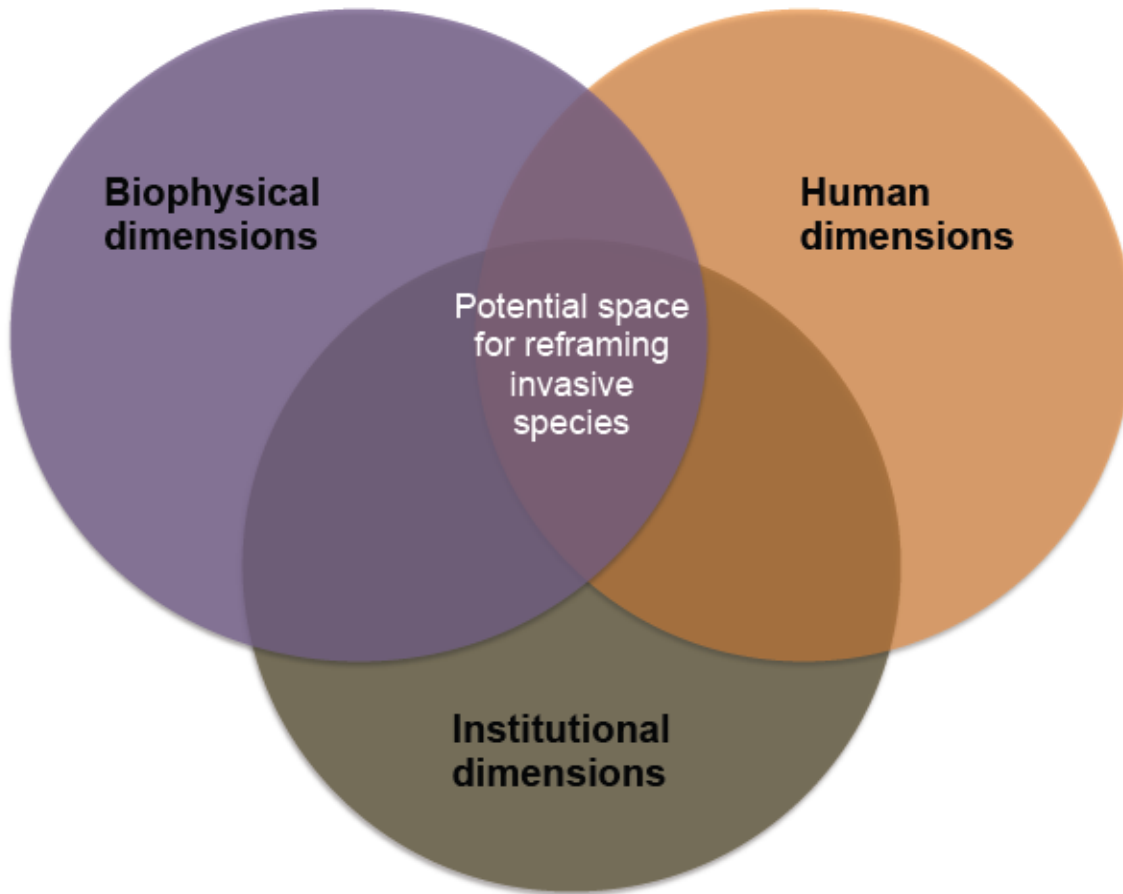 Biophysical
dimensions
Human
dimensions
Potential space
for reframing
invasive
species
Institutional
dimensions